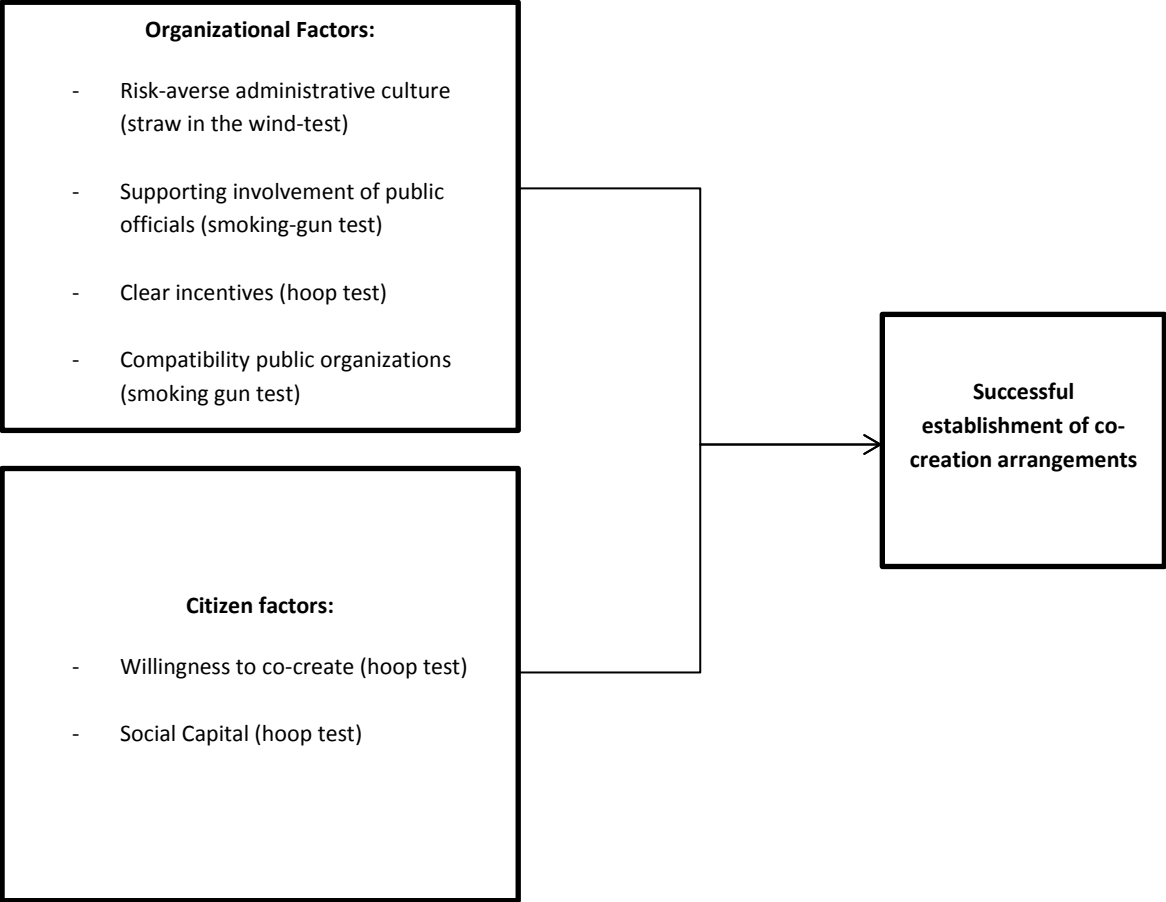 Organizational Factors:
- Risk-averse administrative culture
(straw in the wind-test)
- Supporting involvement of public
officials (smoking-gun test)
- Clear incentives (hoop test)
- Compatibility public organizations
(smoking gun test)
Citizen factors:
- Willingness to co-create (hoop test)
- Social Capital (hoop test)
Successful
establishment of co-
creation arrangements